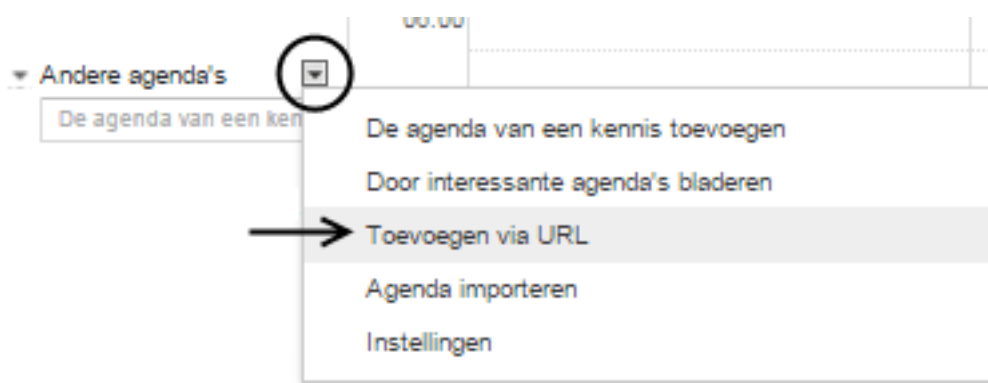 00:00
Andere agenda's
De agenda van een ken
De agenda van een kennis toevoegen
Door interessante agenda's bladeren
Toevoegen via URL
Agenda importeren
Instellingen